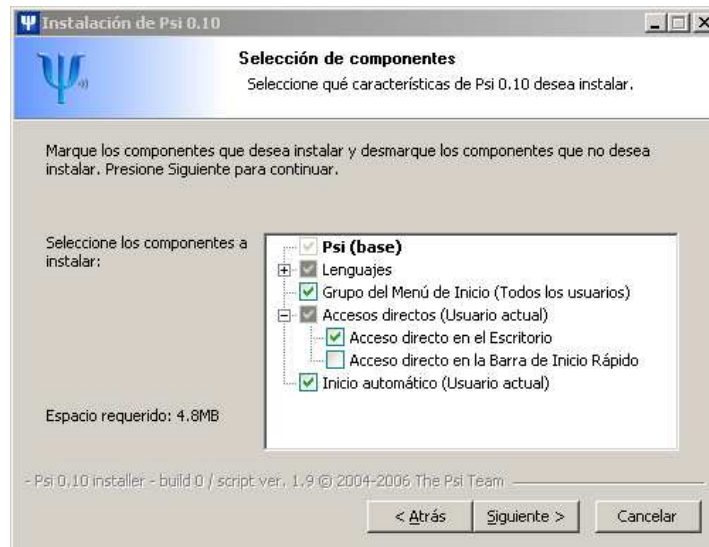 Instalación de Psi 0.10
Selección de componentes
Seleccione qué características de Psi 0.10 desea instalar.
Marque los componentes que desea instalar y desmarque los componentes que no desea
instalar. Presione Siguiente para continuar.
Seleccione los componentes a
instalar:
Psi (base)
Lenguajes
Grupo del Menú de Inicio (Todos los usuarios)
Accesos directos (Usuario actual)
Acceso directo en el Escritorio
Acceso directo en la Barra de Inicio Rápido
Inicio automático (Usuario actual)
Espacio requerido: 4.8MB
- Psi 0.10 installer - build 0 / script ver. 1.9 © 2004-2006 The Psi Team
< Atrás
Siguiente >
Cancelar